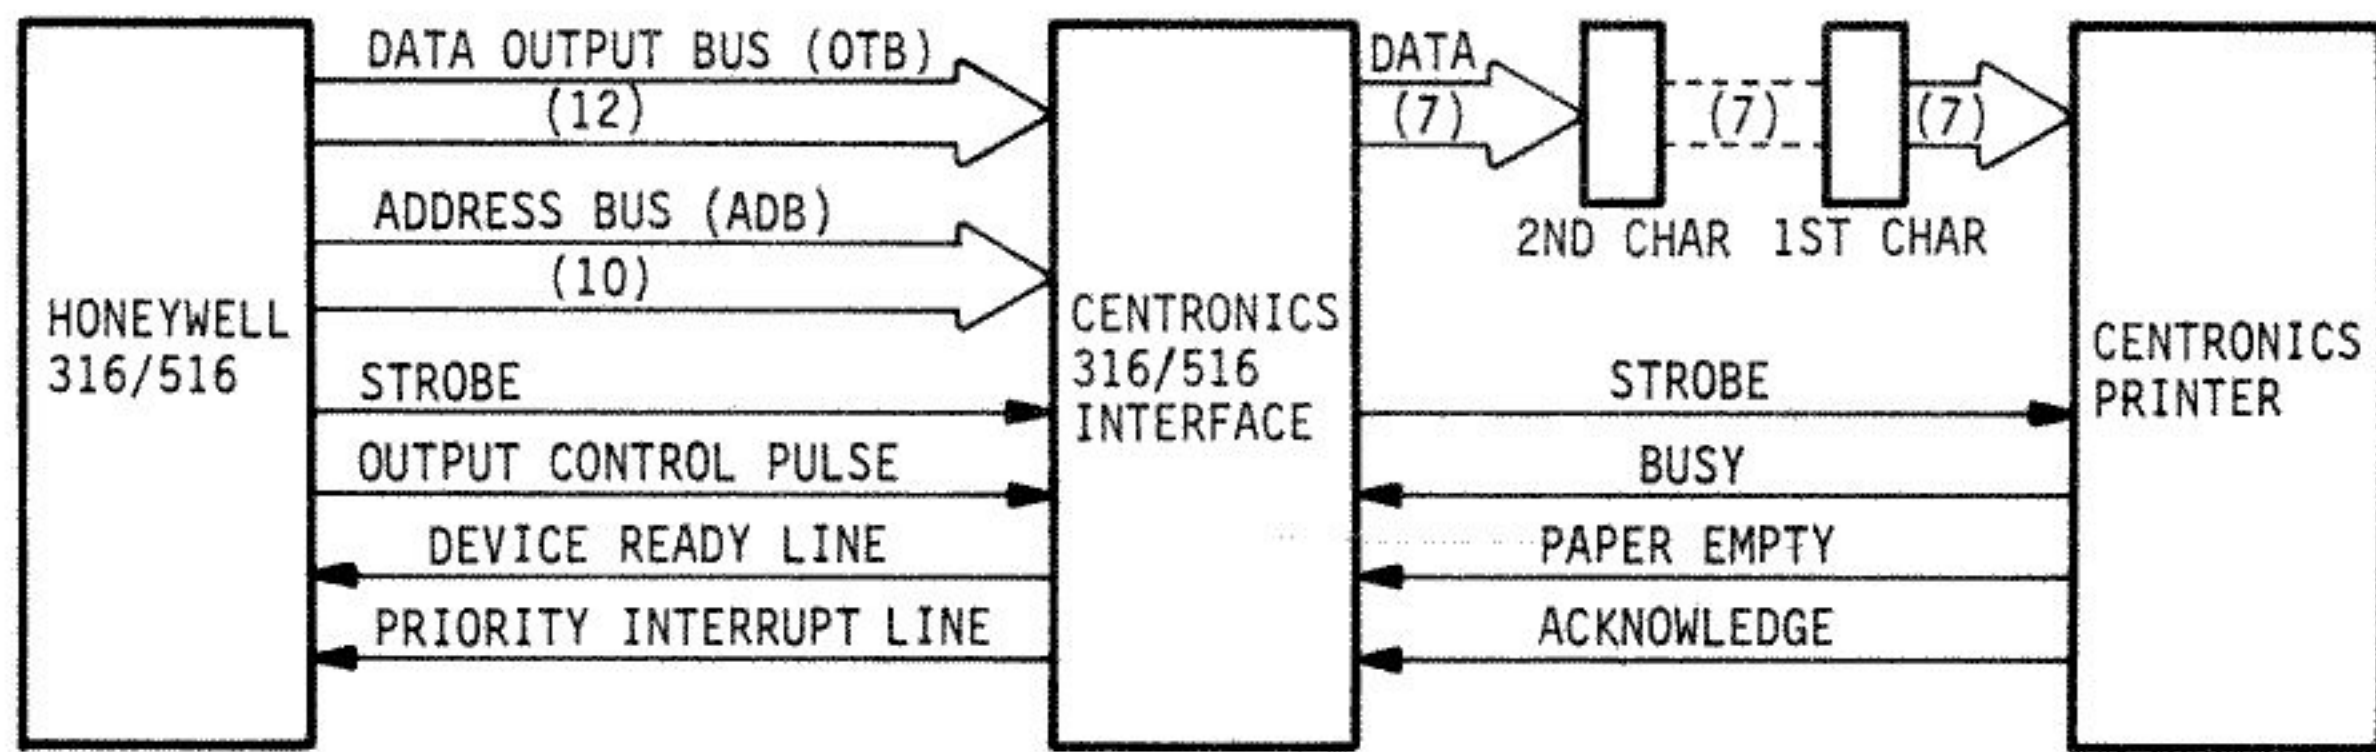 DATA OUTPUT BUS (OTB)
(12)
ADDRESS BUS (ADB)
(10)
HONEYWELL
316/516
STROBE
OUTPUT CONTROL PULSE
DEVICE READY LINE
PRIORITY INTERRUPT LINE
CENTRONICS
316/516
INTERFACE
DATA
(7)
(7)
(7)
2ND CHAR
1ST CHAR
STROBE
BUSY
PAPER EMPTY
ACKNOWLEDGE
CENTRONICS
PRINTER